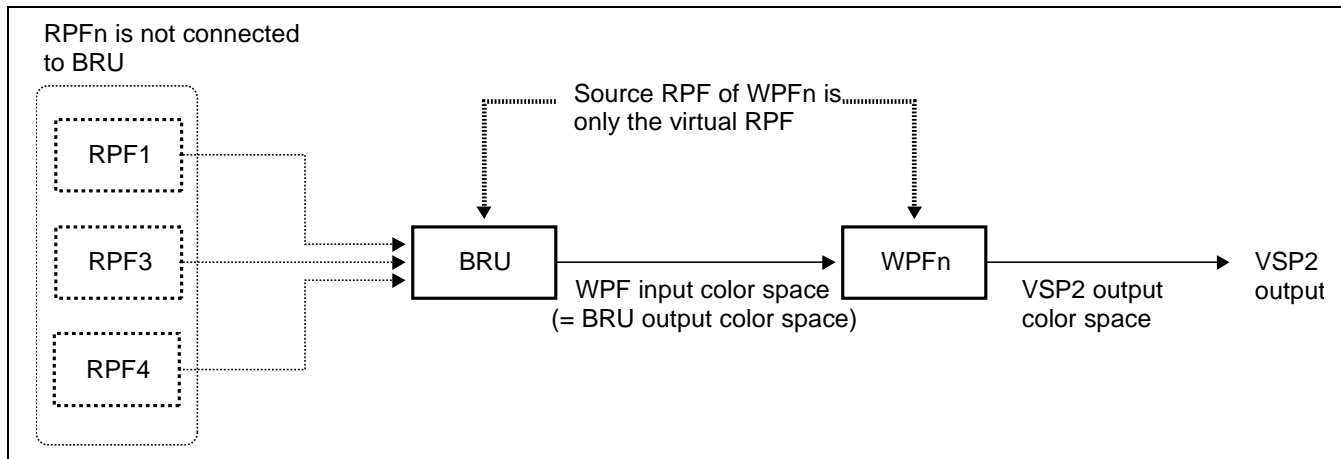 RPFn is not connected
to BRU
Source RPF of WPFn is
only the virtual RPF
RPF1
RPF3
RPF4
BRU
WPFn
WPF input color space
(= BRU output color space)
VSP2 output
color space
VSP2
output